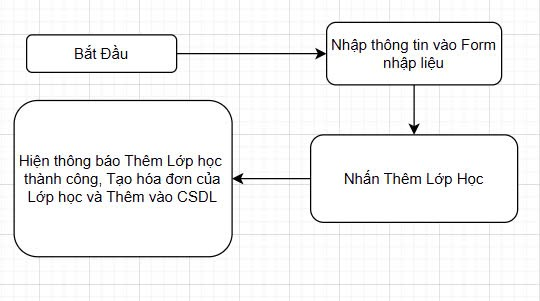 Bắt Đầu
Nhập thông tin vào Form
nhập liệu
Nhấn Thêm Lớp Học
Hiện thông báo Thêm Lớp học
thành công, Tạo hóa đơn của
Lớp học và Thêm vào CSDL